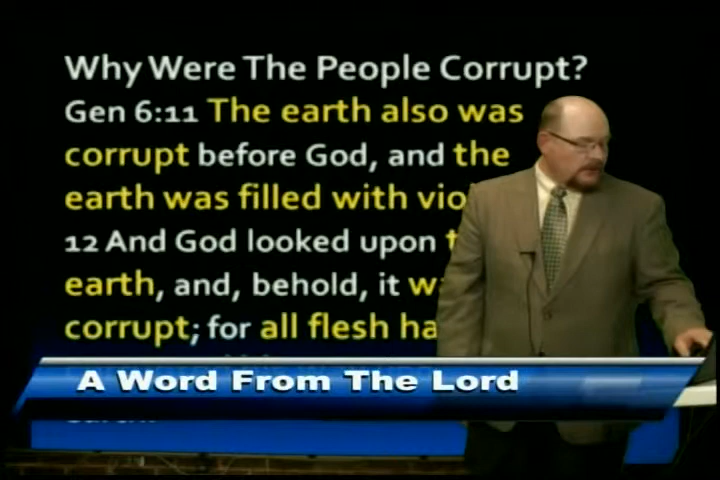 Why Were The People Corrupt?
Gen 6:11 The earth also was
corrupt before God, and the
earth was filled with vio
12 And God looked upon t
earth, and, behold, it wa
corrupt; for all flesh ha
A Word From The Lord